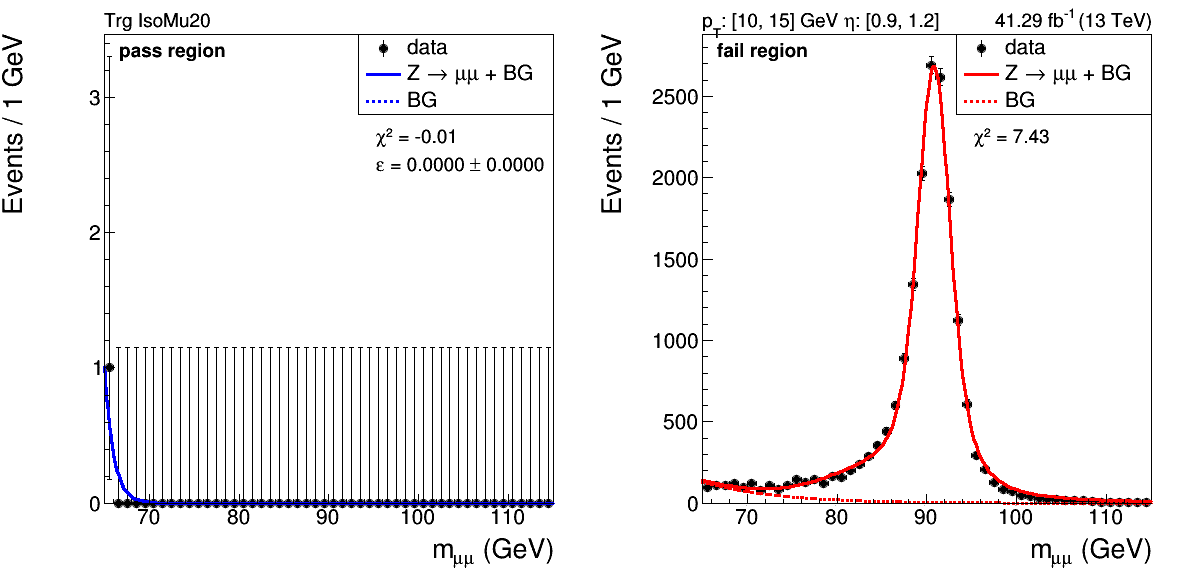 Trg IsoMu20
pass region
data
Z → μμ + BG
BG
χ² = -0.01
ε = 0.0000 ± 0.0000
Events / 1 GeV
3
2
1
0
70 80 90 100 110
m_μμ (GeV)
p_T: [10, 15] GeV η: [0.9, 1.2] 41.29 fb⁻¹ (13 TeV)
fail region
data
Z → μμ + BG
BG
χ² = 7.43
Events / 1 GeV
2500
2000
1500
1000
500
0
70 80 90 100 110
m_μμ (GeV)